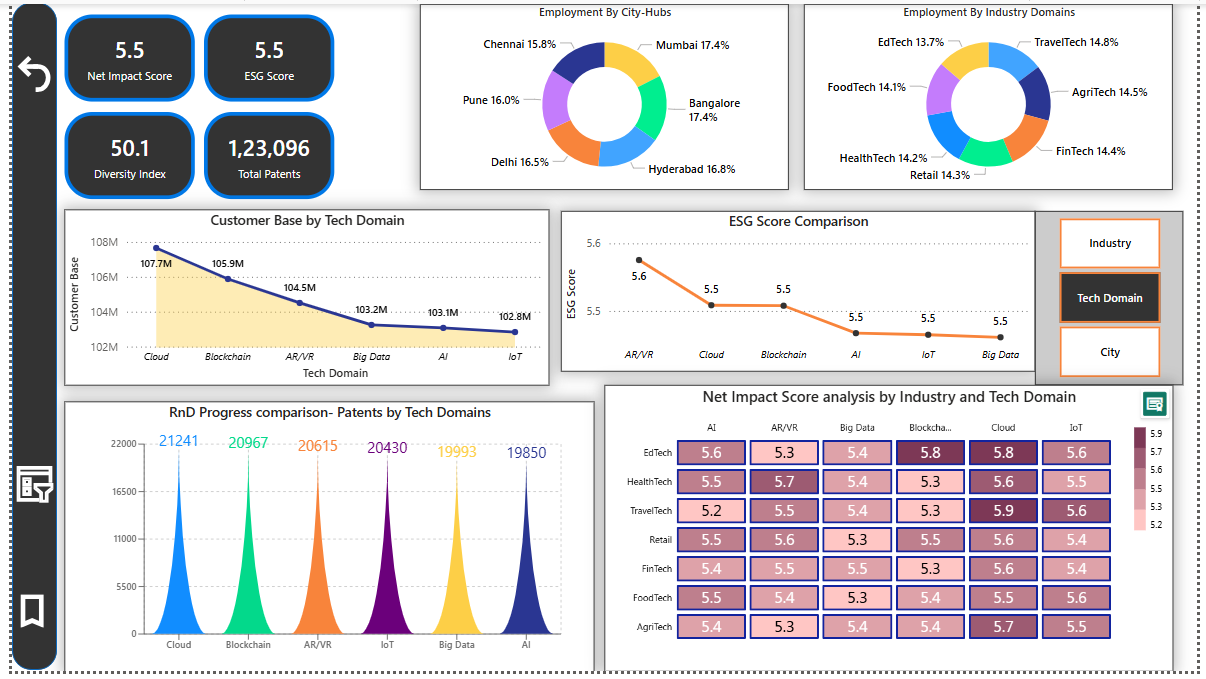 5.5
Net Impact Score
5.5
ESG Score
50.1
Diversity Index
1,23,096
Total Patents
Employment By City-Hubs
Chennai 15.8%
Mumbai 17.4%
Pune 16.0%
Bangalore
17.4%
Delhi 16.5%
Hyderabad 16.8%
Employment By Industry Domains
EdTech 13.7%
TravelTech 14.8%
FoodTech 14.1%
AgriTech 14.5%
HealthTech 14.2%
FinTech 14.4%
Retail 14.3%
Customer Base by Tech Domain
Customer Base
108M
106M
104M
102M
107.7M
105.9M
104.5M
103.2M
103.1M
102.8M
Cloud Blockchain AR/VR Big Data AI IoT
Tech Domain
ESG Score Comparison
ESG Score
5.6
5.5
5.6
5.5
5.5
5.5
5.5
5.5
AR/VR Cloud Blockchain AI IoT Big Data
Industry
Tech Domain
City
RnD Progress comparison- Patents by Tech Domains
22000
16500
11000
5500
0
21241 20967 20615 20430 19993 19850
Cloud Blockchain AR/VR IoT Big Data AI
Net Impact Score analysis by Industry and Tech Domain
AI AR/VR Big Data Blockcha... Cloud IoT
EdTech 5.6 5.3 5.4 5.8 5.8 5.6
HealthTech 5.5 5.7 5.4 5.3 5.6 5.5
TravelTech 5.2 5.5 5.4 5.3 5.9 5.6
Retail 5.5 5.6 5.3 5.5 5.6 5.4
FinTech 5.4 5.5 5.5 5.3 5.6 5.4
FoodTech 5.5 5.4 5.3 5.4 5.5 5.6
AgriTech 5.4 5.3 5.4 5.4 5.7 5.5
5.9
5.7
5.6
5.5
5.3
5.2